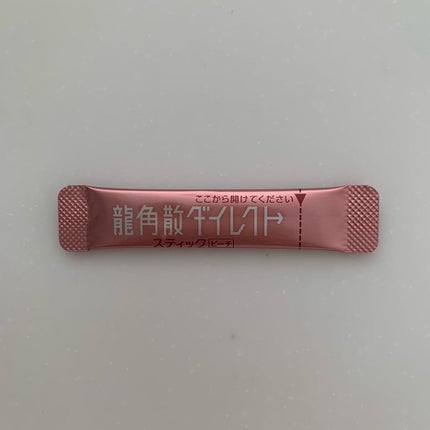 ここから開けてください
龍角散ダイレクト
スティック[ピーチ]